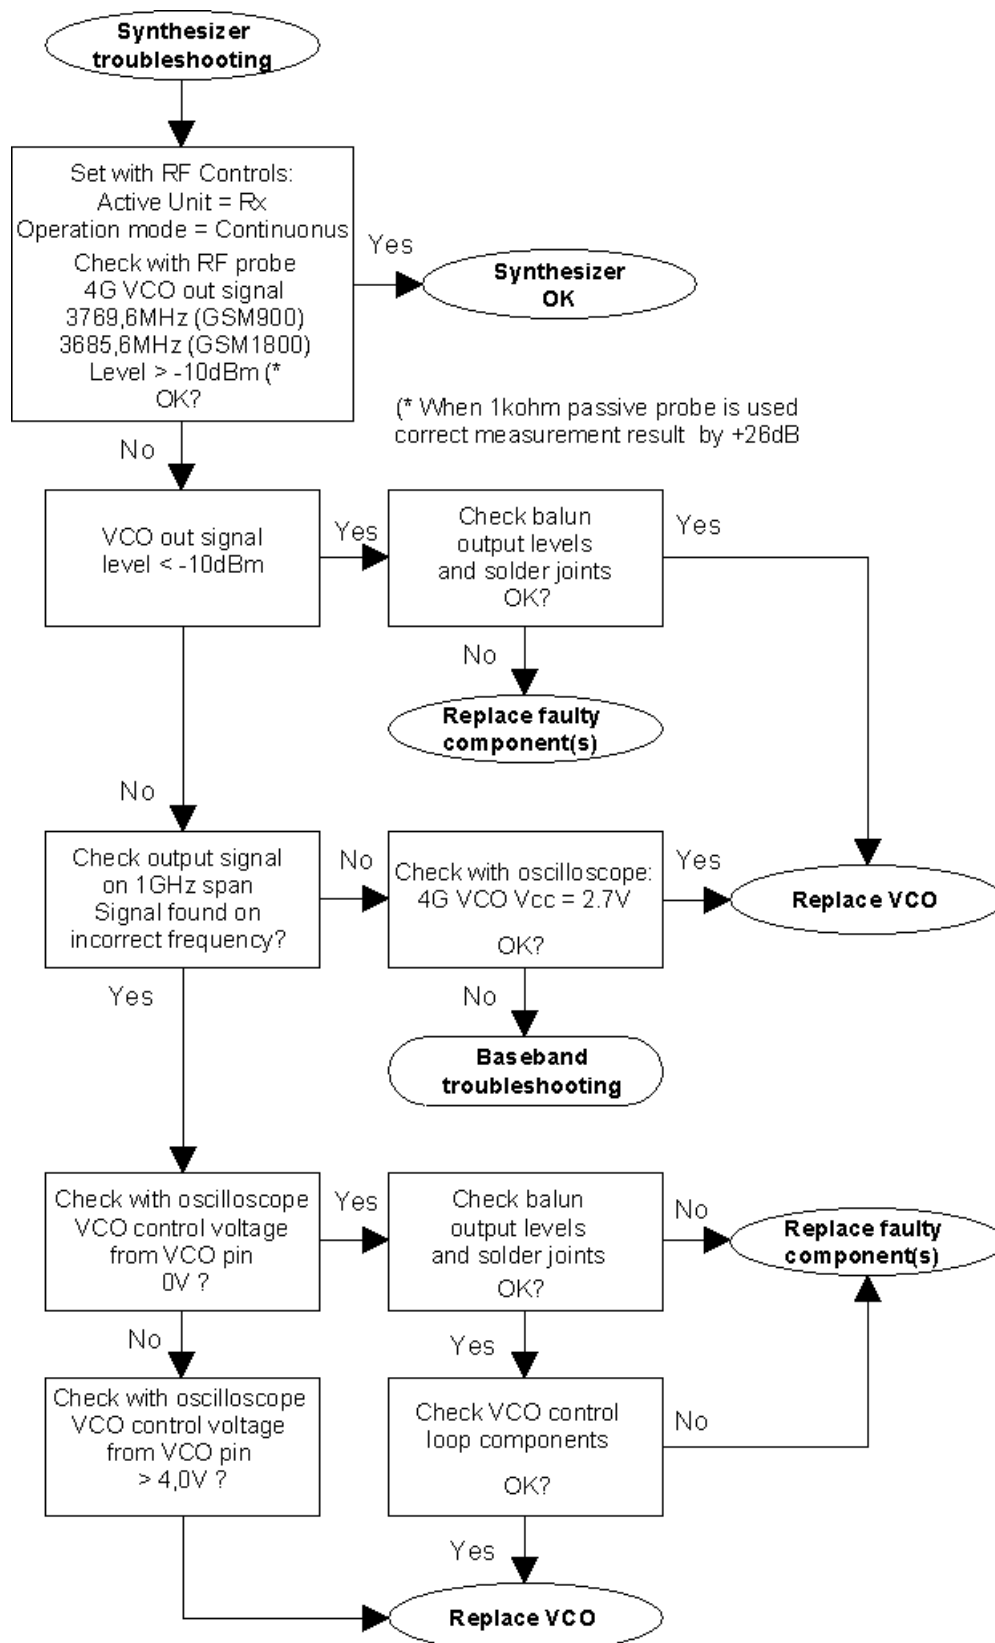 Synthesizer
troubleshooting
Set with RF Controls:
Active Unit = Rx
Operation mode = Continuonus
Check with RF probe
4G VCO out signal
3769,6MHz (GSM900)
3685,6MHz (GSM1800)
Level > -10dBm (*
OK?
Yes
Synthesizer
OK
(* When 1kohm passive probe is used
correct measurement result by +26dB
No
VCO out signal
level < -10dBm
Yes
Check balun
output levels
and solder joints
OK?
Yes
No
Replace faulty
component(s)
No
Check output signal
on 1GHz span
Signal found on
incorrect frequency?
No
Check with oscilloscope:
4G VCO Vcc = 2.7V
OK?
Yes
Replace VCO
Yes
No
Baseband
troubleshooting
Check with oscilloscope
VCO control voltage
from VCO pin
0V ?
Yes
Check balun
output levels
and solder joints
OK?
No
Replace faulty
component(s)
No
Yes
Check with oscilloscope
VCO control voltage
from VCO pin
> 4,0V ?
Check VCO control
loop components
OK?
No
Yes
Replace VCO